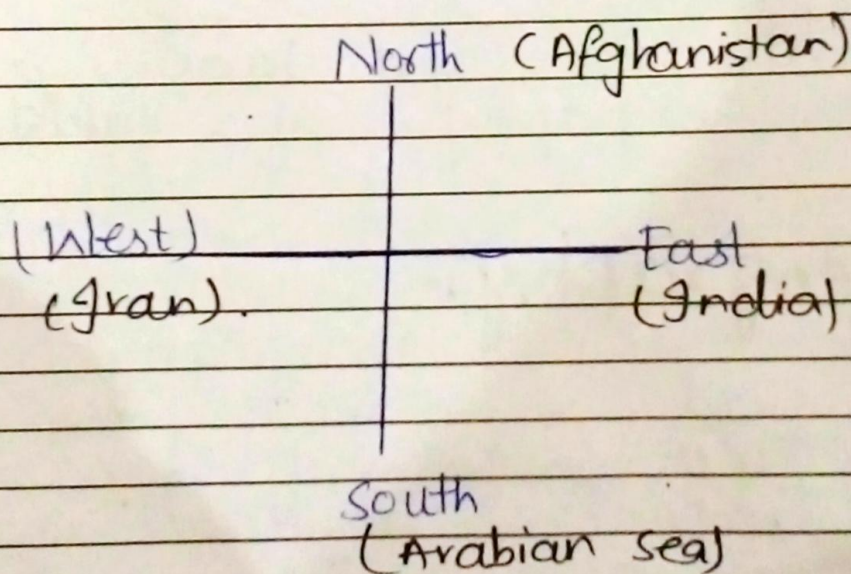 North (Afghanistan)
(West) East
(Iran). (India)
South
(Arabian sea)